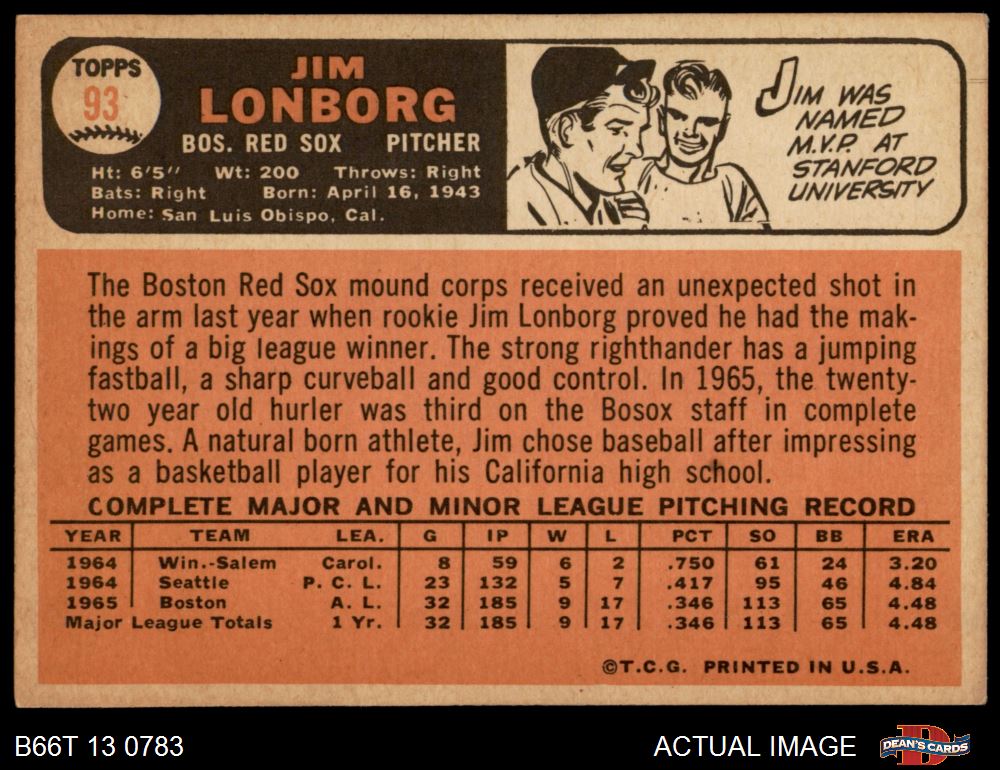 TOPPS
93
JIM
LONBORG
BOS. RED SOX PITCHER
Ht: 6'5" Wt: 200 Throws: Right
Bats: Right Born: April 16, 1943
Home: San Luis Obispo, Cal.
JIM WAS
NAMED
M.V.P. AT
STANFORD
UNIVERSITY
The Boston Red Sox mound corps received an unexpected shot in
the arm last year when rookie Jim Lonborg proved he had the mak-
ings of a big league winner. The strong righthander has a jumping
fastball, a sharp curveball and good control. In 1965, the twenty-
two year old hurler was third on the Bosox staff in complete
games. A natural born athlete, Jim chose baseball after impressing
as a basketball player for his California high school.
COMPLETE MAJOR AND MINOR LEAGUE PITCHING RECORD
YEAR TEAM LEA. G IP W L PCT SO BB ERA
1964 Win.-Salem Carol. 8 59 6 2 .750 61 24 3.20
1964 Seattle P. C. L. 23 132 5 7 .417 95 46 4.84
1965 Boston A. L. 32 185 9 17 .346 113 65 4.48
Major League Totals 1 Yr. 32 185 9 17 .346 113 65 4.48
©T.C.G. PRINTED IN U.S.A.
B66T 13 0783
ACTUAL IMAGE
D
DEAN'S CARDS